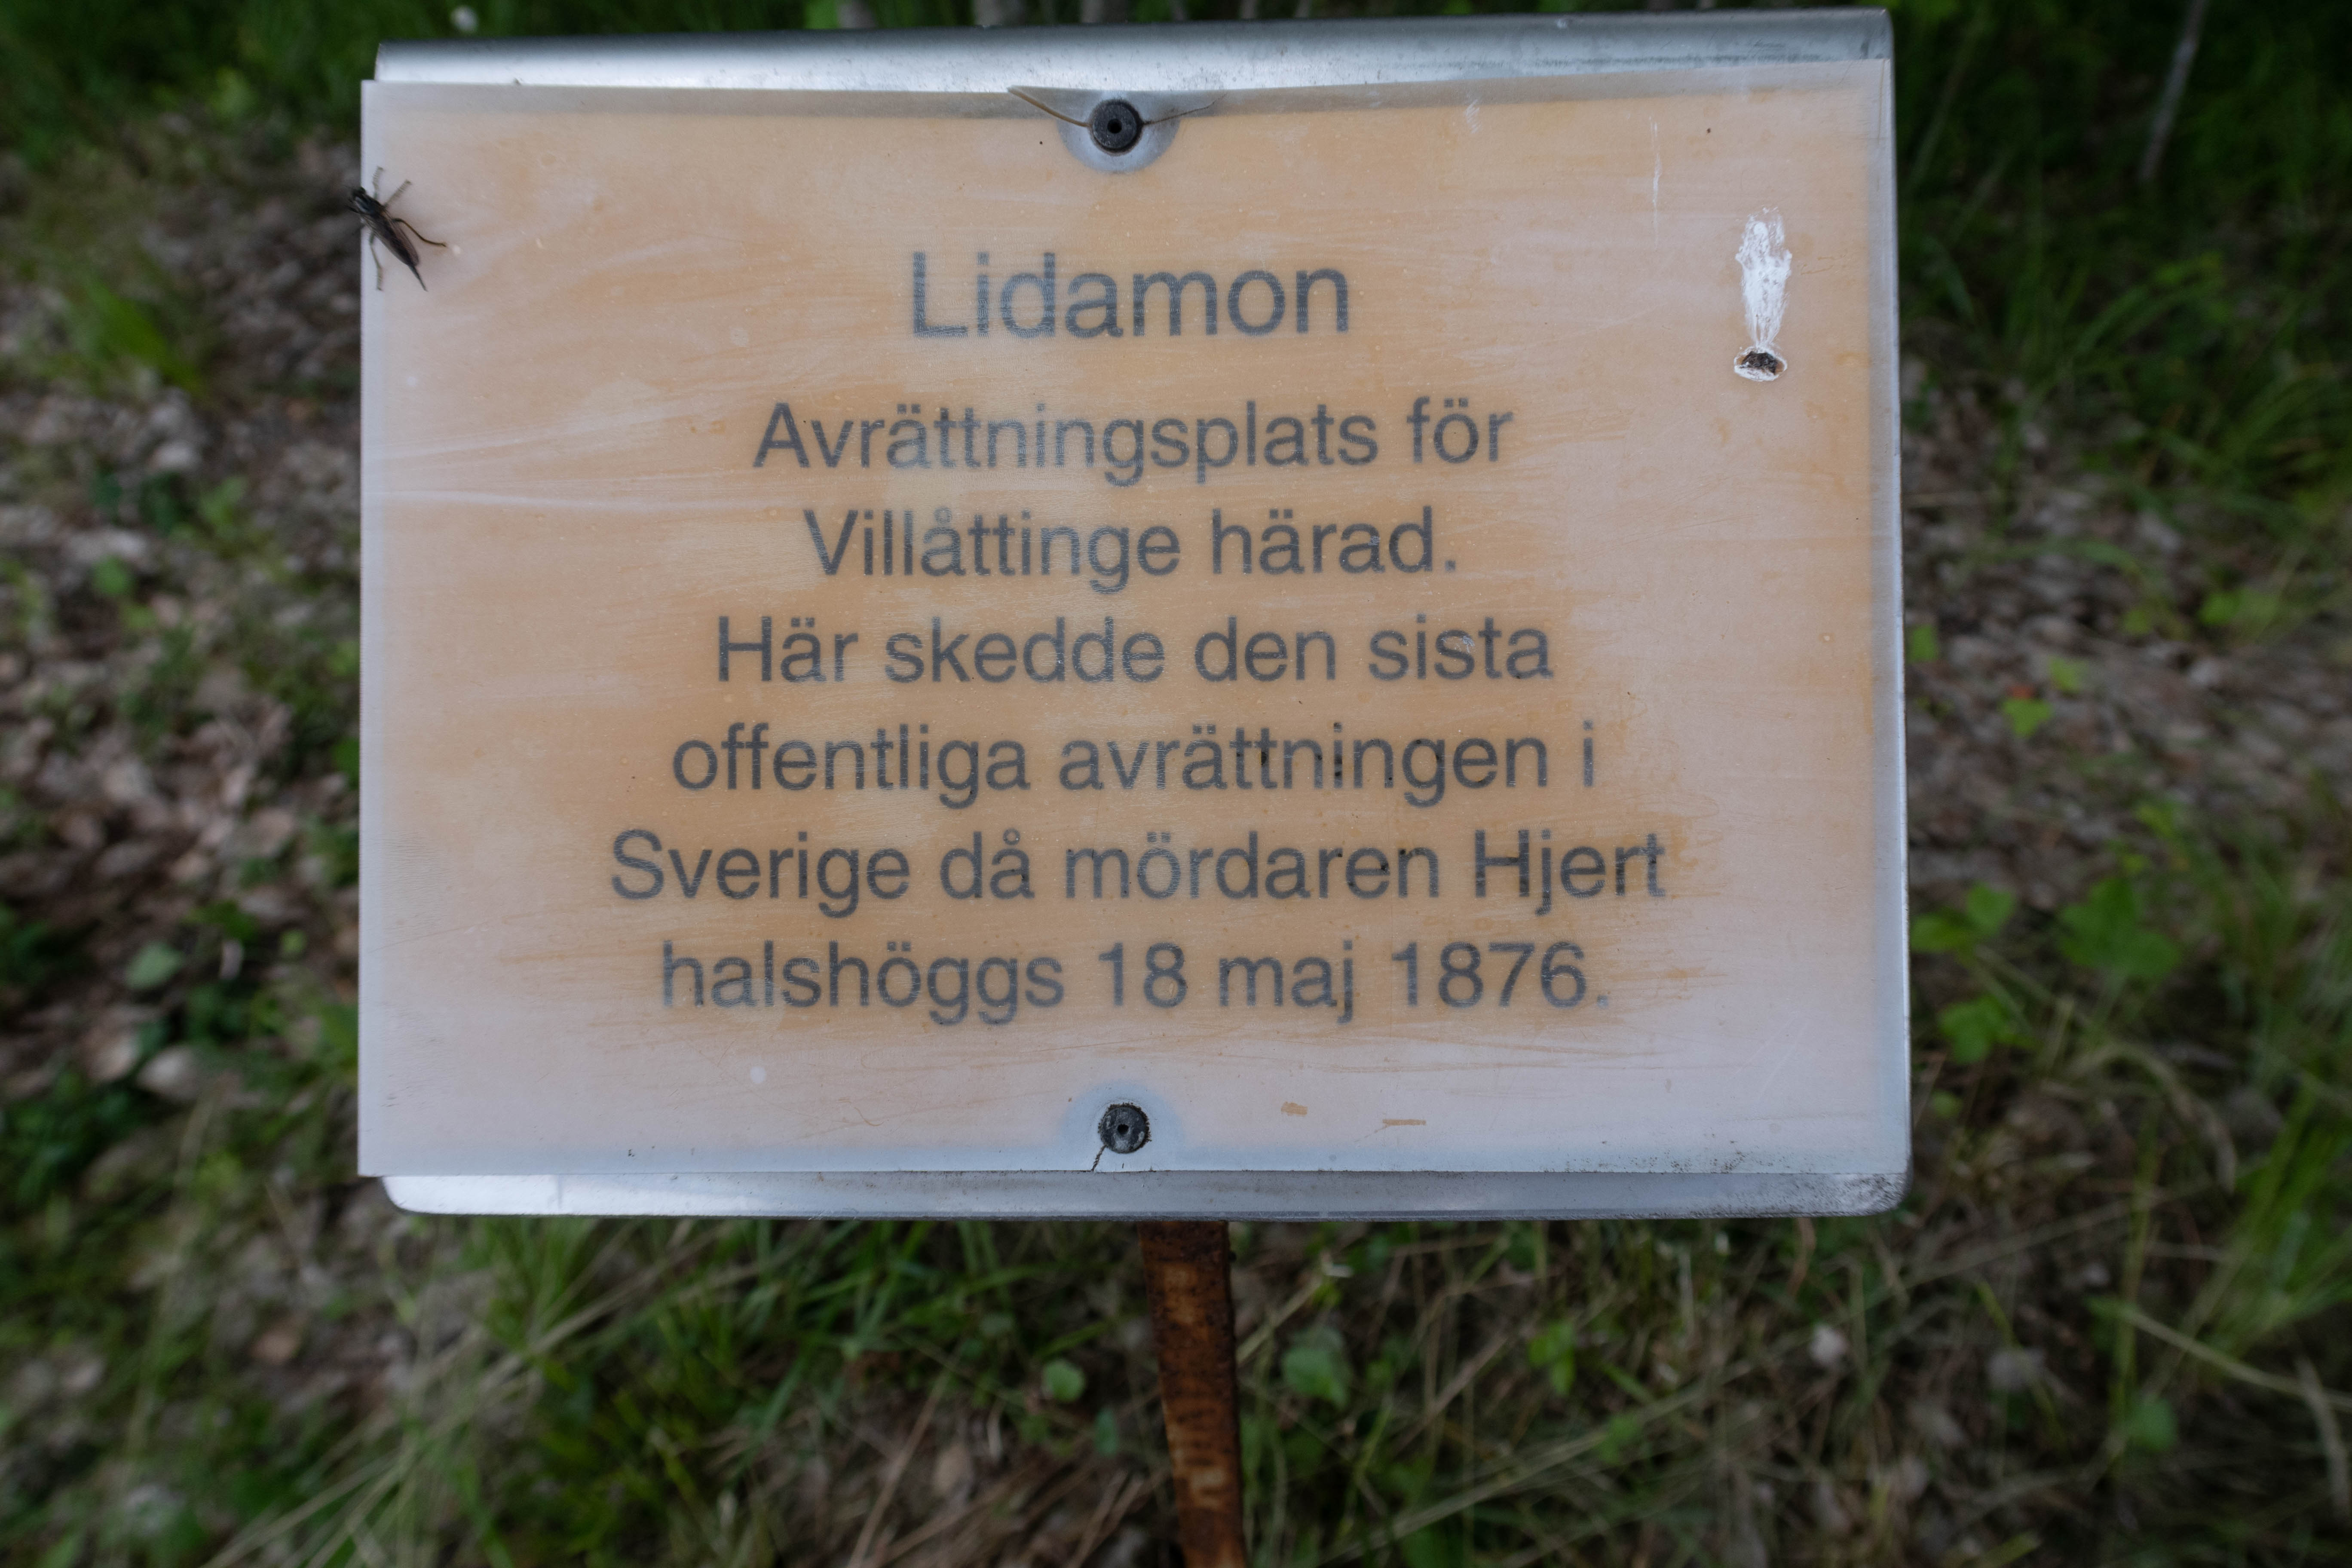 Lidamon
Avrättningsplats för
Villåttinge härad.
Här skedde den sista
offentliga avrättningen i
Sverige då mördaren Hjert
halshöggs 18 maj 1876.